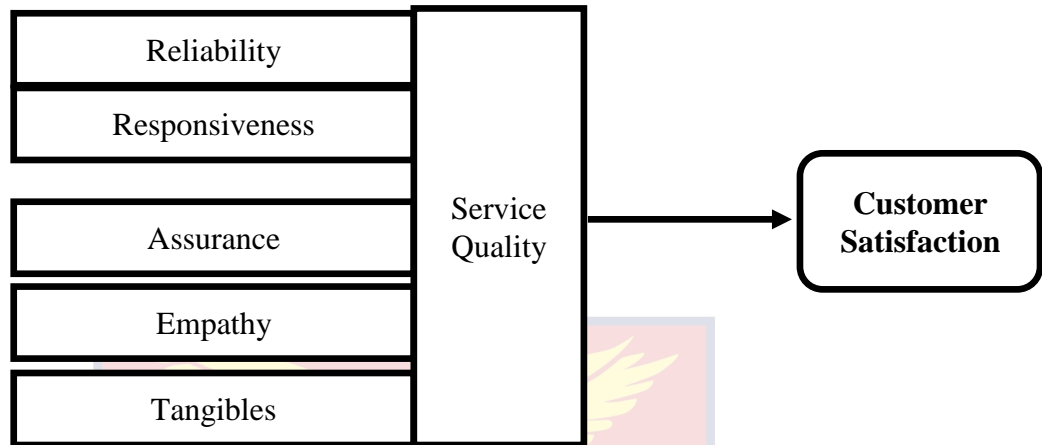 Reliability
Responsiveness
Assurance
Empathy
Tangibles
Service
Quality
Customer
Satisfaction